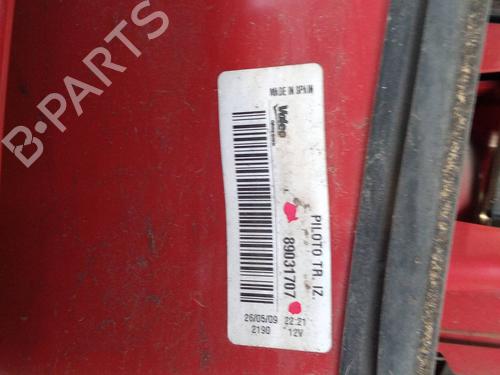 B-PARTS
MADE IN SPAIN
Valeo
PILOTO TR. IZ.
89031707
26/05/09 22:21
2190 12V